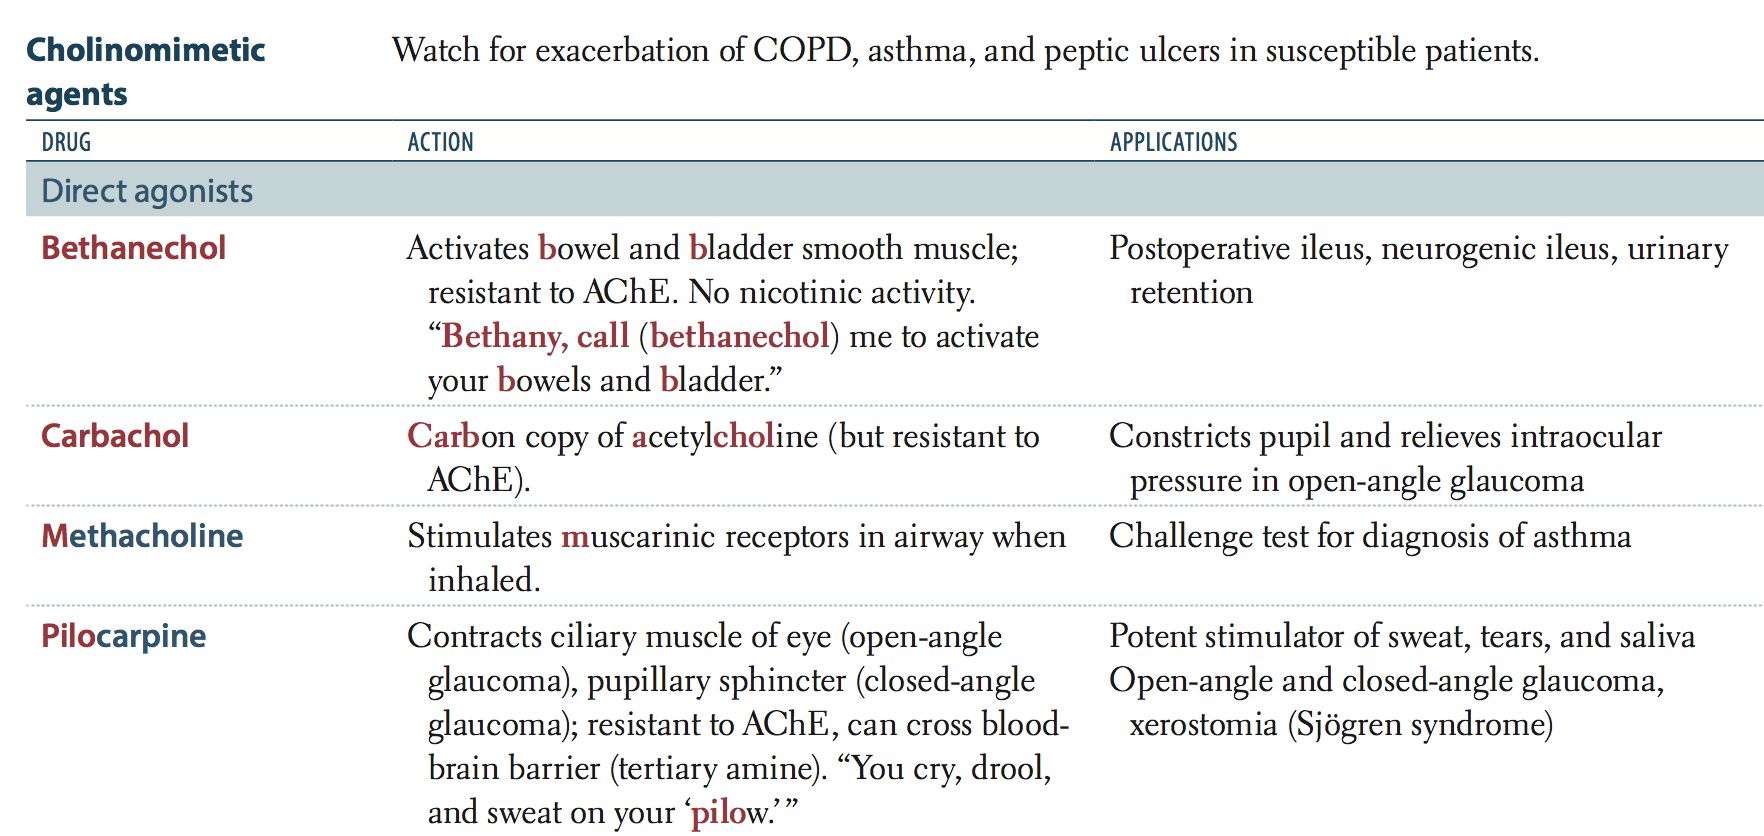 Cholinomimetic agents
Watch for exacerbation of COPD, asthma, and peptic ulcers in susceptible patients.
DRUG
ACTION
APPLICATIONS
Direct agonists
Bethanechol
Activates bowel and bladder smooth muscle;
resistant to AChE. No nicotinic activity.
“Bethany, call (bethanechol) me to activate
your bowels and bladder.”
Postoperative ileus, neurogenic ileus, urinary
retention
Carbachol
Carbon copy of acetylcholine (but resistant to
AChE).
Constricts pupil and relieves intraocular
pressure in open-angle glaucoma
Methacholine
Stimulates muscarinic receptors in airway when
inhaled.
Challenge test for diagnosis of asthma
Pilocarpine
Contracts ciliary muscle of eye (open-angle
glaucoma), pupillary sphincter (closed-angle
glaucoma); resistant to AChE, can cross blood-
brain barrier (tertiary amine). “You cry, drool,
and sweat on your ‘pilow.’”
Potent stimulator of sweat, tears, and saliva
Open-angle and closed-angle glaucoma,
xerostomia (Sjögren syndrome)